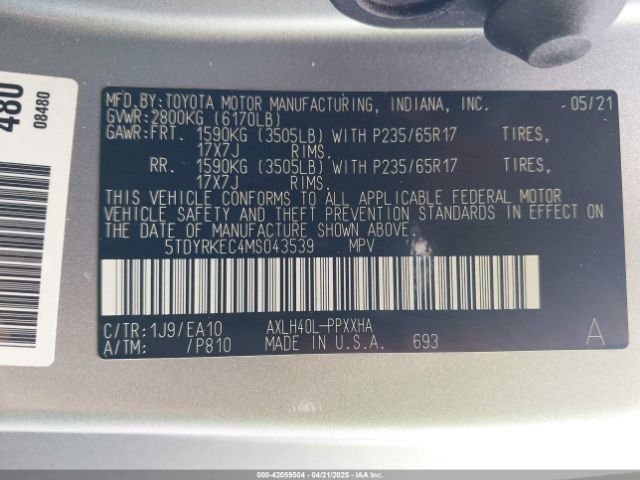 480
08480
MFD. BY: TOYOTA MOTOR MANUFACTURING, INDIANA, INC. 05/21
GVWR: 2800KG (6170LB)
GAWR: FRT. 1590KG (3505LB) WITH P235/65R17 TIRES,
17X7J RIMS.
RR. 1590KG (3505LB) WITH P235/65R17 TIRES,
17X7J RIMS.
THIS VEHICLE CONFORMS TO ALL APPLICABLE FEDERAL MOTOR
VEHICLE SAFETY AND THEFT PREVENTION STANDARDS IN EFFECT ON
THE DATE OF MANUFACTURE SHOWN ABOVE.
5TDYRKEC4MS043539 MPV
C/TR: 1J9/EA10 AXLH40L-PPXXHA
A/TM: /P810 MADE IN U.S.A. 693 A
000-42059504 - 04/21/2025 - IAAI.COM